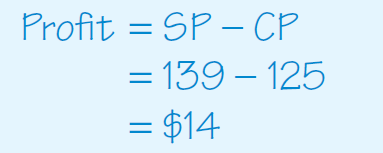 Profit = SP − CP
= 139 − 125
= $14